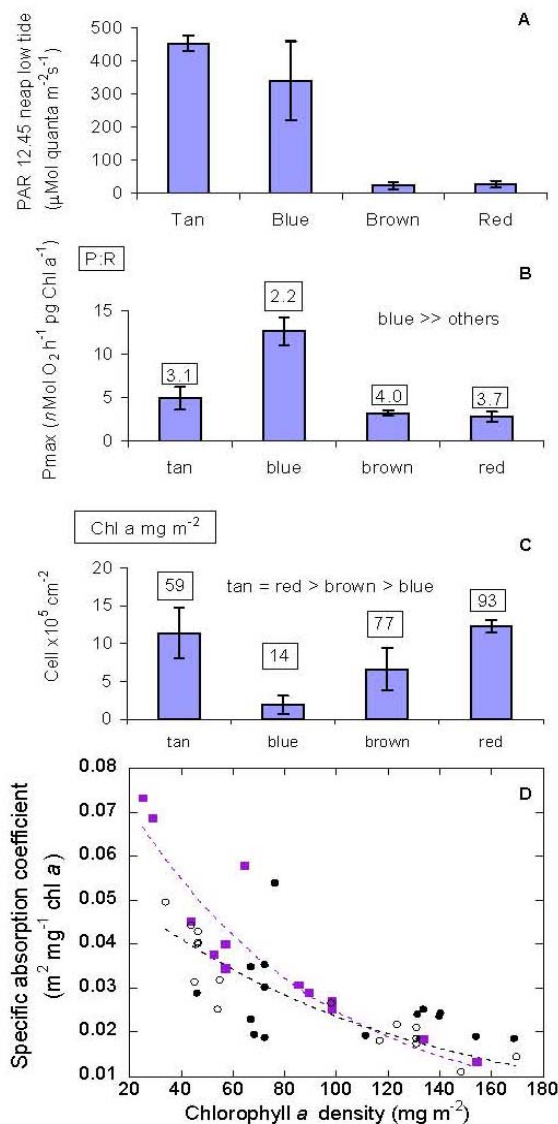 A
PAR 12.45 neap low tide
(µMol quanta m⁻²s⁻¹)
500
400
300
200
100
0
Tan Blue Brown Red
P:R
B
Pmax (nMol O₂ h⁻¹ pg Chl a⁻¹)
15
10
5
0
3.1
2.2
4.0
3.7
blue >> others
tan blue brown red
Chl a mg m⁻²
C
Cell x10⁵ cm⁻²
20
15
10
5
0
59
14
77
93
tan = red > brown > blue
tan blue brown red
D
Specific absorption coefficient
(m² mg⁻¹ chl a)
0.08
0.07
0.06
0.05
0.04
0.03
0.02
0.01
20 40 60 80 100 120 140 160 180
Chlorophyll a density (mg m⁻²)